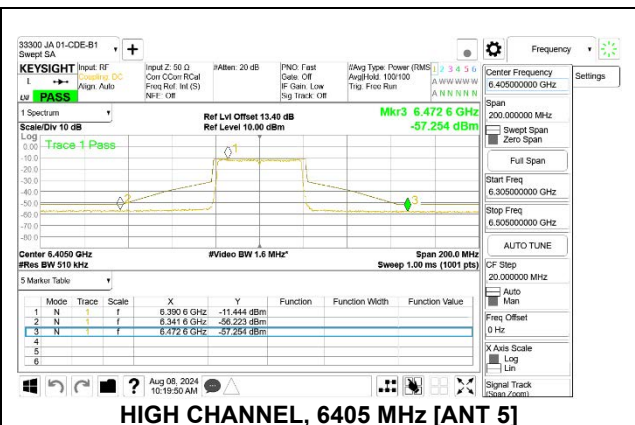 33300 JA 01-CDE-B1
Swept SA
Frequency
KEYSIGHT Input: RF
Coupling: DC
Align: Auto
Input Z: 50 Ω
Corr CCorr RCal
Freq Ref: Int (S)
NFE: Off
#Atten: 20 dB
PNO: Fast
Gate: Off
IF Gain: Low
Sig Track: Off
#Avg Type: Power (RMS
Avg|Hold: 100/100
Trig: Free Run
1 2 3 4 5 6
A W W W W W
A N N N N N
L
LNI PASS
1 Spectrum
Scale/Div 10 dB
Ref Lvl Offset 13.40 dB
Ref Level 10.00 dBm
Mkr3 6.472 6 GHz
-57.254 dBm
Log
Trace 1 Pass
0.00
-10.0
-20.0
-30.0
-40.0
-50.0
-60.0
-70.0
-80.0
1
2
3
Center 6.4050 GHz
#Res BW 510 kHz
#Video BW 1.6 MHz*
Span 200.0 MHz
Sweep 1.00 ms (1001 pts)
5 Marker Table
Mode Trace Scale X Y Function Function Width Function Value
1 N 1 f 6.390 6 GHz -11.444 dBm
2 N 1 f 6.341 6 GHz -56.223 dBm
3 N 1 f 6.472 6 GHz -57.254 dBm
4
5
6
Aug 08, 2024
10:19:50 AM
?
Center Frequency
6.405000000 GHz
Settings
Span
200.000000 MHz
Swept Span
Zero Span
Full Span
Start Freq
6.305000000 GHz
Stop Freq
6.505000000 GHz
AUTO TUNE
CF Step
20.000000 MHz
Auto
Man
Freq Offset
0 Hz
X Axis Scale
Log
Lin
Signal Track
(Span Zoom)
HIGH CHANNEL, 6405 MHz [ANT 5]